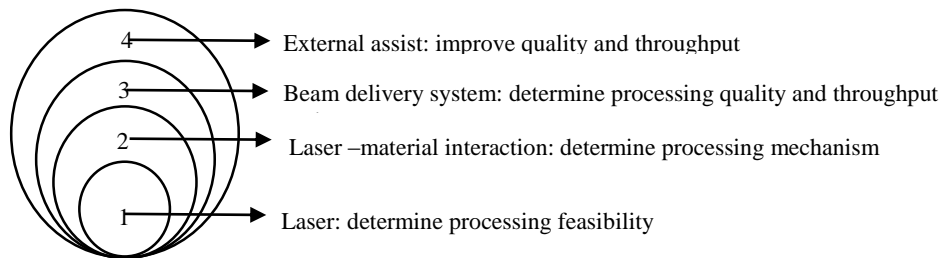 4 External assist: improve quality and throughput
3 Beam delivery system: determine processing quality and throughput
2 Laser –material interaction: determine processing mechanism
1 Laser: determine processing feasibility